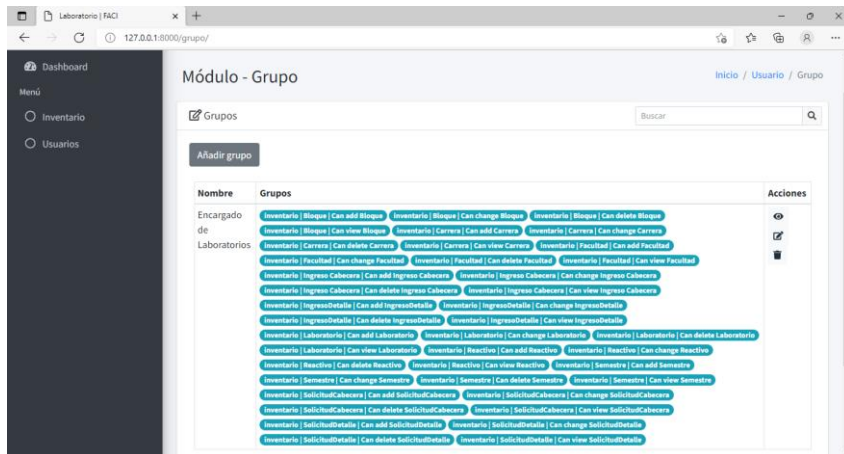 Laboratorio | FACI
127.0.0.1:8000/grupo/
Dashboard
Menú
Inventario
Usuarios
Módulo - Grupo
Inicio / Usuario / Grupo
Grupos
Buscar
Añadir grupo
Nombre Grupos Acciones
Encargado de Laboratorios
inventario | Bloque | Can add Bloque inventario | Bloque | Can change Bloque inventario | Bloque | Can delete Bloque
inventario | Bloque | Can view Bloque inventario | Carrera | Can add Carrera inventario | Carrera | Can change Carrera
inventario | Carrera | Can delete Carrera inventario | Carrera | Can view Carrera inventario | Facultad | Can add Facultad
inventario | Facultad | Can change Facultad inventario | Facultad | Can delete Facultad inventario | Facultad | Can view Facultad
inventario | Ingreso Cabecera | Can add Ingreso Cabecera inventario | Ingreso Cabecera | Can change Ingreso Cabecera
inventario | Ingreso Cabecera | Can delete Ingreso Cabecera inventario | Ingreso Cabecera | Can view Ingreso Cabecera
inventario | IngresoDetalle | Can add IngresoDetalle inventario | IngresoDetalle | Can change IngresoDetalle
inventario | IngresoDetalle | Can delete IngresoDetalle inventario | IngresoDetalle | Can view IngresoDetalle
inventario | Laboratorio | Can add Laboratorio inventario | Laboratorio | Can change Laboratorio inventario | Laboratorio | Can delete Laboratorio
inventario | Laboratorio | Can view Laboratorio inventario | Reactivo | Can add Reactivo inventario | Reactivo | Can change Reactivo
inventario | Reactivo | Can delete Reactivo inventario | Reactivo | Can view Reactivo inventario | Semestre | Can add Semestre
inventario | Semestre | Can change Semestre inventario | Semestre | Can delete Semestre inventario | Semestre | Can view Semestre
inventario | SolicitudCabecera | Can add SolicitudCabecera inventario | SolicitudCabecera | Can change SolicitudCabecera
inventario | SolicitudCabecera | Can delete SolicitudCabecera inventario | SolicitudCabecera | Can view SolicitudCabecera
inventario | SolicitudDetalle | Can add SolicitudDetalle inventario | SolicitudDetalle | Can change SolicitudDetalle
inventario | SolicitudDetalle | Can delete SolicitudDetalle inventario | SolicitudDetalle | Can view SolicitudDetalle